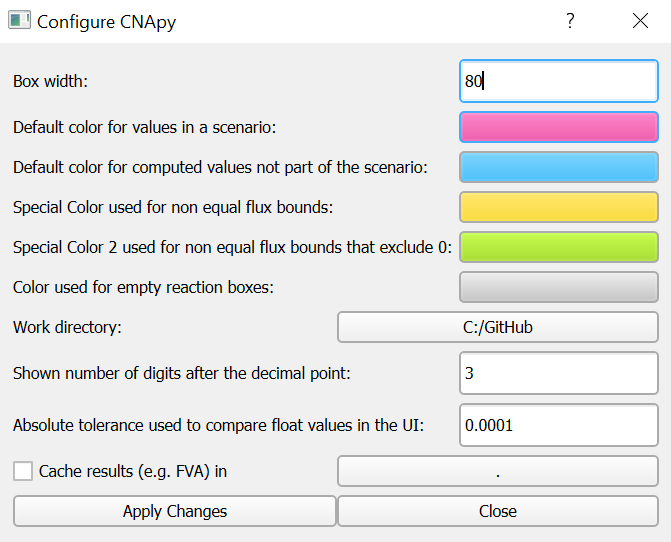 Configure CNApy
Box width: 80
Default color for values in a scenario:
Default color for computed values not part of the scenario:
Special Color used for non equal flux bounds:
Special Color 2 used for non equal flux bounds that exclude 0:
Color used for empty reaction boxes:
Work directory: C:/GitHub
Shown number of digits after the decimal point: 3
Absolute tolerance used to compare float values in the UI: 0.0001
Cache results (e.g. FVA) in .
Apply Changes Close